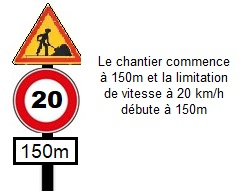 20
150m
Le chantier commence
à 150m et la limitation
de vitesse à 20 km/h
débute à 150m